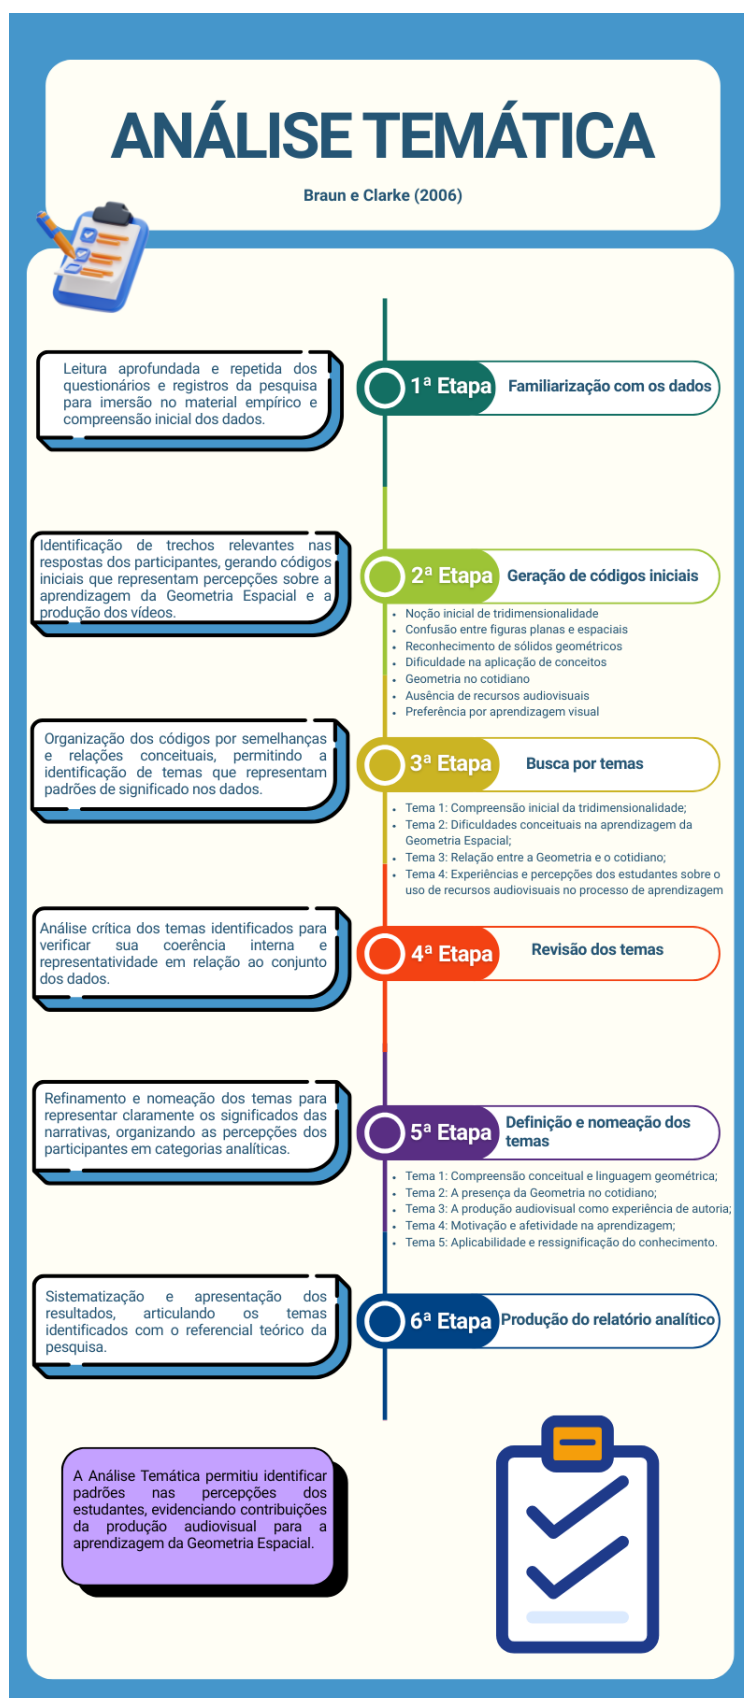 ANÁLISE TEMÁTICA
Braun e Clarke (2006)
Leitura aprofundada e repetida dos
questionários e registros da pesquisa
para imersão no material empírico e
compreensão inicial dos dados.
1ª Etapa
Familiarização com os dados
Identificação de trechos relevantes nas
respostas dos participantes, gerando códigos
iniciais que representam percepções sobre a
aprendizagem da Geometria Espacial e a
produção dos vídeos.
2ª Etapa
Geração de códigos iniciais
• Noção inicial de tridimensionalidade
• Confusão entre figuras planas e espaciais
• Reconhecimento de sólidos geométricos
• Dificuldade na aplicação de conceitos
• Geometria no cotidiano
• Ausência de recursos audiovisuais
• Preferência por aprendizagem visual
Organização dos códigos por semelhanças
e relações conceituais, permitindo a
identificação de temas que representam
padrões de significado nos dados.
3ª Etapa
Busca por temas
• Tema 1: Compreensão inicial da tridimensionalidade;
• Tema 2: Dificuldades conceituais na aprendizagem da
Geometria Espacial;
• Tema 3: Relação entre a Geometria e o cotidiano;
• Tema 4: Experiências e percepções dos estudantes sobre o
uso de recursos audiovisuais no processo de aprendizagem
Análise crítica dos temas identificados para
verificar sua coerência interna e
representatividade em relação ao conjunto
dos dados.
4ª Etapa
Revisão dos temas
Refinamento e nomeação dos temas para
representar claramente os significados das
narrativas, organizando as percepções dos
participantes em categorias analíticas.
5ª Etapa
Definição e nomeação dos
temas
• Tema 1: Compreensão conceitual e linguagem geométrica;
• Tema 2: A presença da Geometria no cotidiano;
• Tema 3: A produção audiovisual como experiência de autoria;
• Tema 4: Motivação e afetividade na aprendizagem;
• Tema 5: Aplicabilidade e ressignificação do conhecimento.
Sistematização e apresentação dos
resultados, articulando os temas
identificados com o referencial teórico da
pesquisa.
6ª Etapa
Produção do relatório analítico
A Análise Temática permitiu identificar
padrões nas percepções dos
estudantes, evidenciando contribuições
da produção audiovisual para a
aprendizagem da Geometria Espacial.